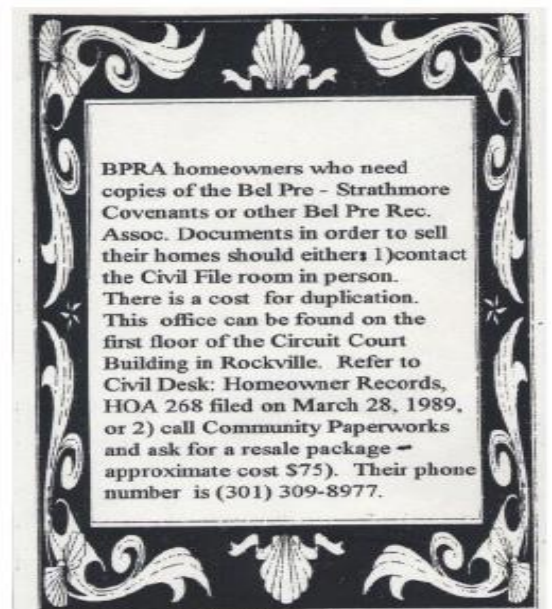 BPRA homeowners who need
copies of the Bel Pre - Strathmore
Covenants or other Bel Pre Rec.
Assoc. Documents in order to sell
their homes should either: 1)contact
the Civil File room in person.
There is a cost for duplication.
This office can be found on the
first floor of the Circuit Court
Building in Rockville. Refer to
Civil Desk: Homeowner Records,
HOA 268 filed on March 28, 1989,
or 2) call Community Paperworks
and ask for a resale package -
approximate cost $75). Their phone
number is (301) 309-8977.